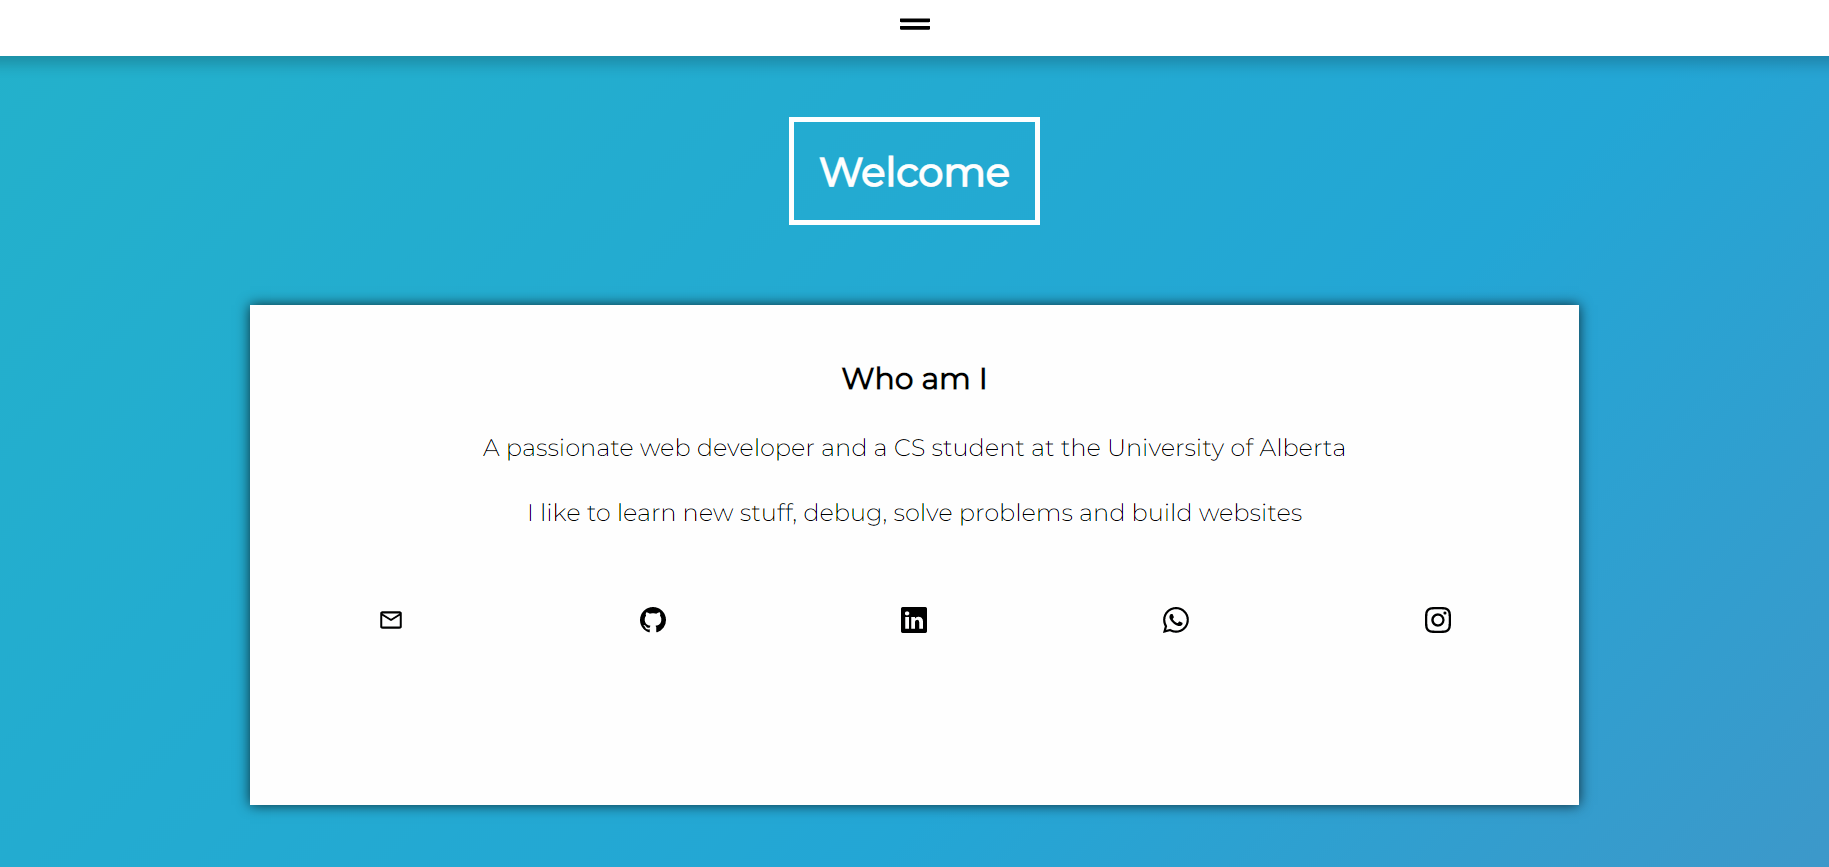 Welcome
Who am I
A passionate web developer and a CS student at the University of Alberta
I like to learn new stuff, debug, solve problems and build websites
in